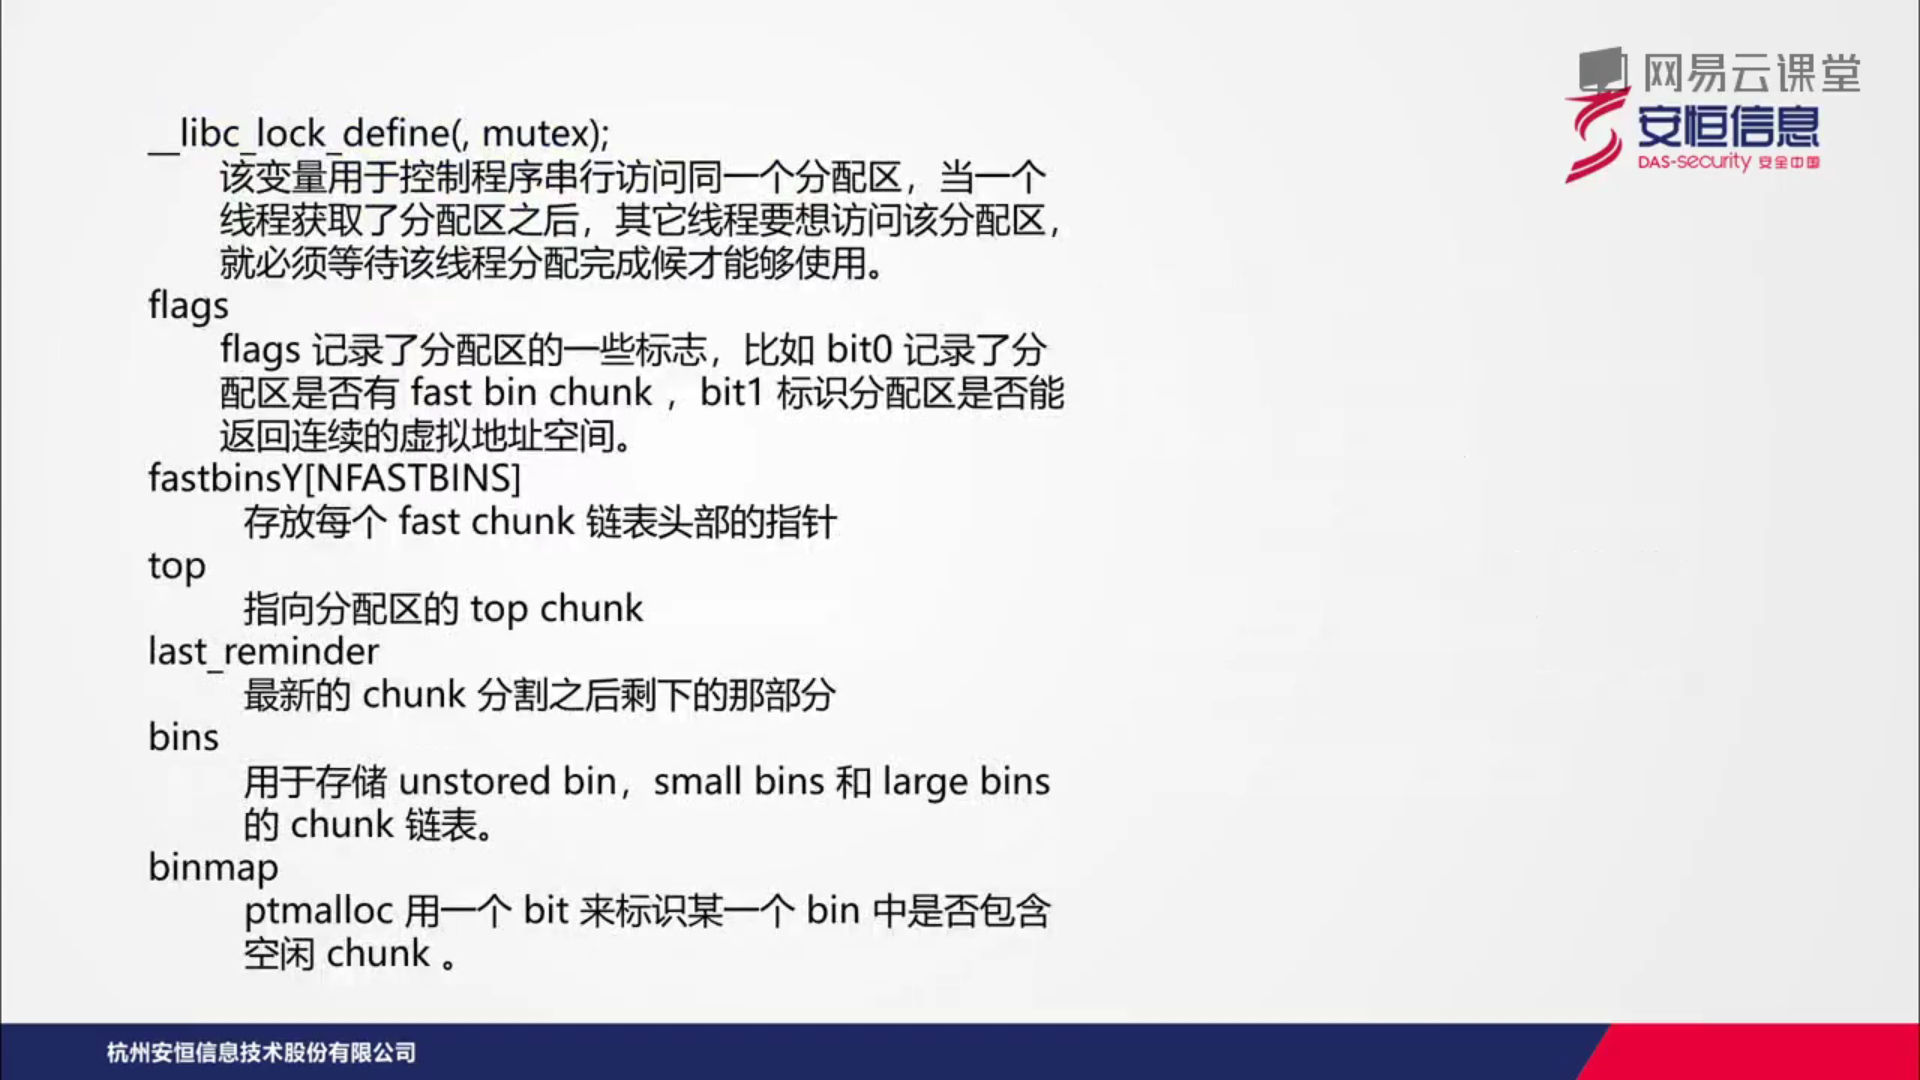 网易云课堂
安恒信息
DAS-security 安全中国
__libc_lock_define(, mutex);
该变量用于控制程序串行访问同一个分配区，当一个
线程获取了分配区之后，其它线程要想访问该分配区，
就必须等待该线程分配完成候才能够使用。
flags
flags 记录了分配区的一些标志，比如 bit0 记录了分
配区是否有 fast bin chunk ，bit1 标识分配区是否能
返回连续的虚拟地址空间。
fastbinsY[NFASTBINS]
存放每个 fast chunk 链表头部的指针
top
指向分配区的 top chunk
last_reminder
最新的 chunk 分割之后剩下的那部分
bins
用于存储 unstored bin，small bins 和 large bins
的 chunk 链表。
binmap
ptmalloc 用一个 bit 来标识某一个 bin 中是否包含
空闲 chunk 。
杭州安恒信息技术股份有限公司